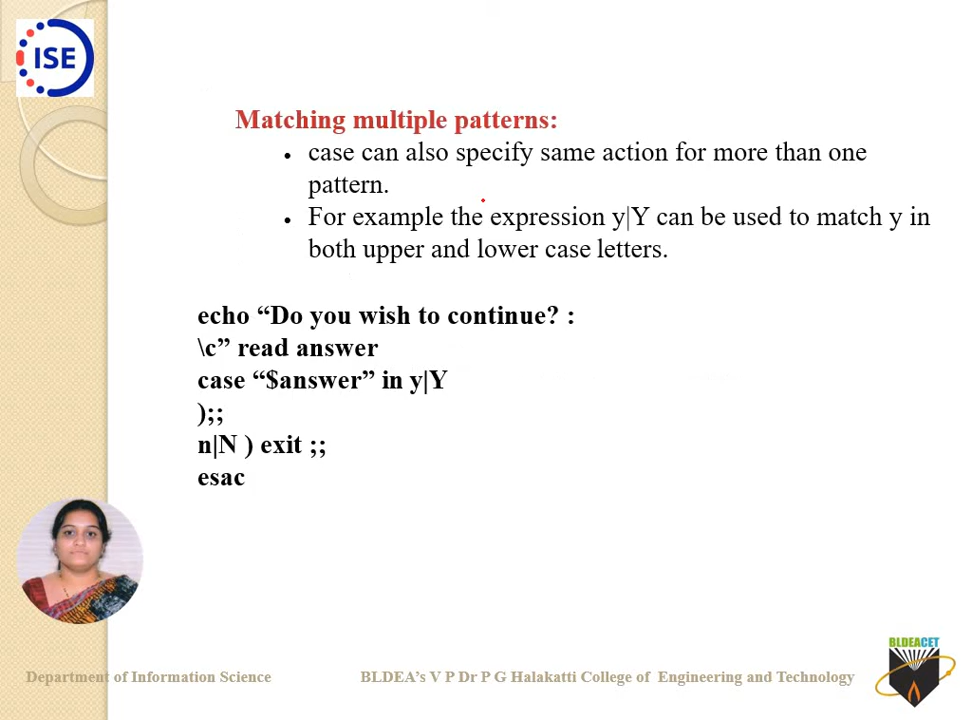 ISE
Matching multiple patterns:
• case can also specify same action for more than one
pattern.
• For example the expression y|Y can be used to match y in
both upper and lower case letters.
echo “Do you wish to continue? :
\c” read answer
case “$answer” in y|Y
);;
n|N ) exit ;;
esac
BLDEACET
Department of Information Science
BLDEA’s V P Dr P G Halakatti College of Engineering and Technology